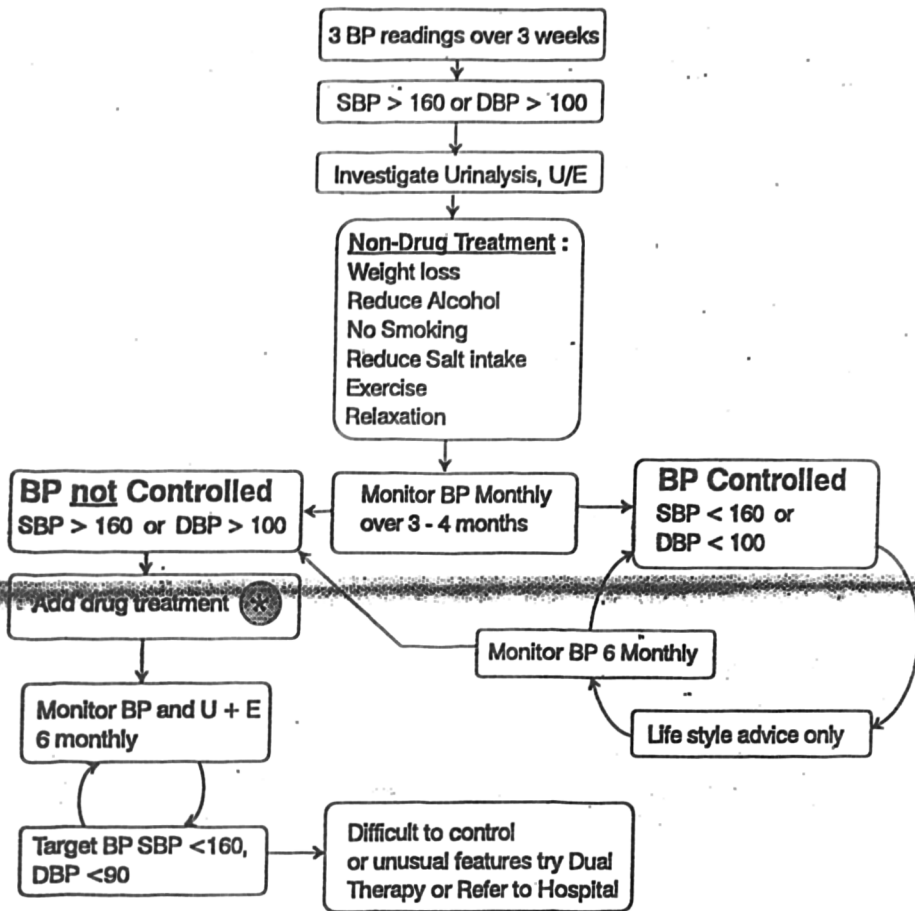 3 BP readings over 3 weeks
SBP > 160 or DBP > 100
Investigate Urinalysis, U/E
Non-Drug Treatment :
Weight loss
Reduce Alcohol
No Smoking
Reduce Salt intake
Exercise
Relaxation
Monitor BP Monthly
over 3 - 4 months
BP not Controlled
SBP > 160 or DBP > 100
BP Controlled
SBP < 160 or
DBP < 100
Add drug treatment *
Monitor BP 6 Monthly
Life style advice only
Monitor BP and U + E
6 monthly
Target BP SBP <160,
DBP <90
Difficult to control
or unusual features try Dual
Therapy or Refer to Hospital